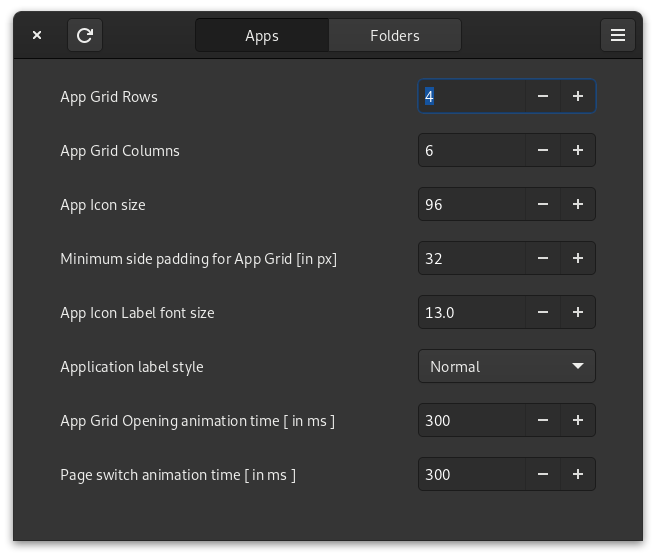 Apps Folders
App Grid Rows 4
App Grid Columns 6
App Icon size 96
Minimum side padding for App Grid [in px] 32
App Icon Label font size 13.0
Application label style Normal
App Grid Opening animation time [ in ms ] 300
Page switch animation time [ in ms ] 300